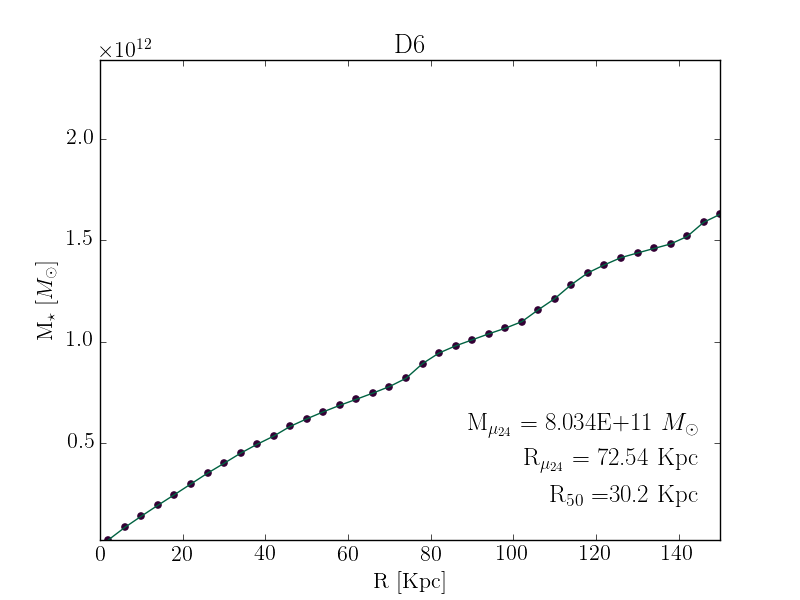 D6
×10¹²
2.0
1.5
1.0
0.5
M⋆ [M⊙]
M_μ₂₄ = 8.034E+11 M⊙
R_μ₂₄ = 72.54 Kpc
R₅₀ =30.2 Kpc
0 20 40 60 80 100 120 140
R [Kpc]